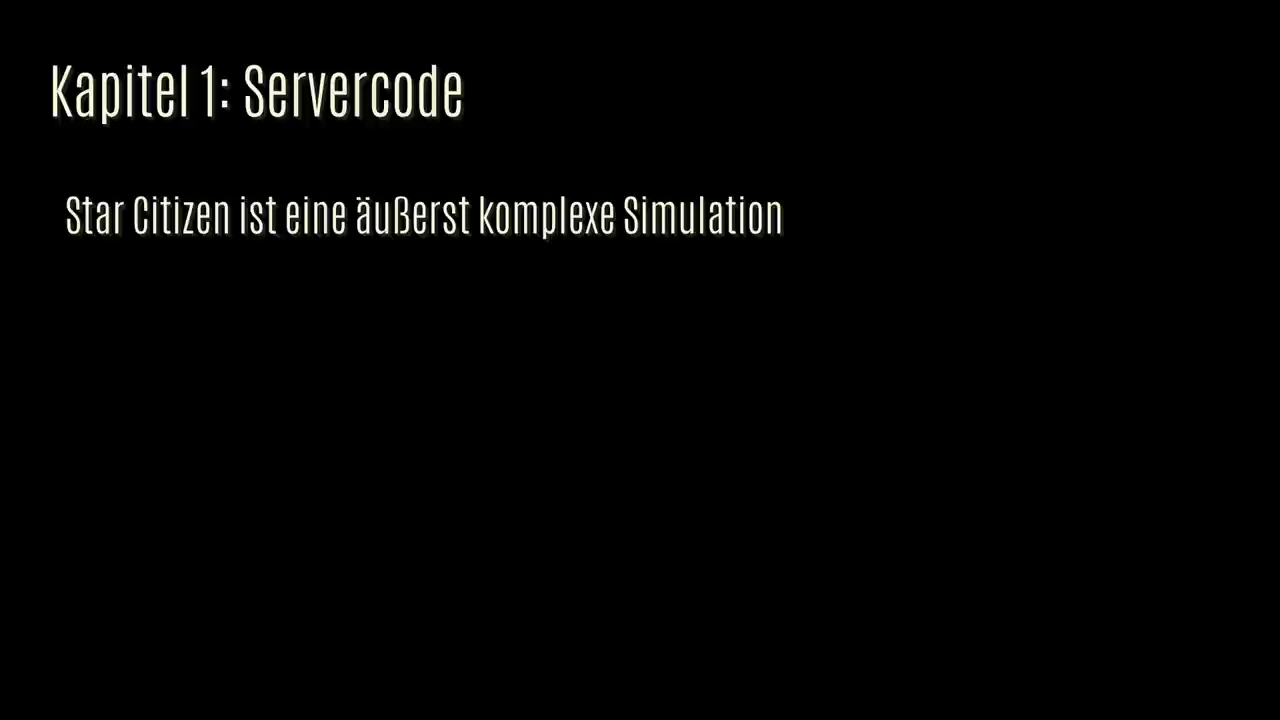 Kapitel 1: Servercode
Star Citizen ist eine äußerst komplexe Simulation